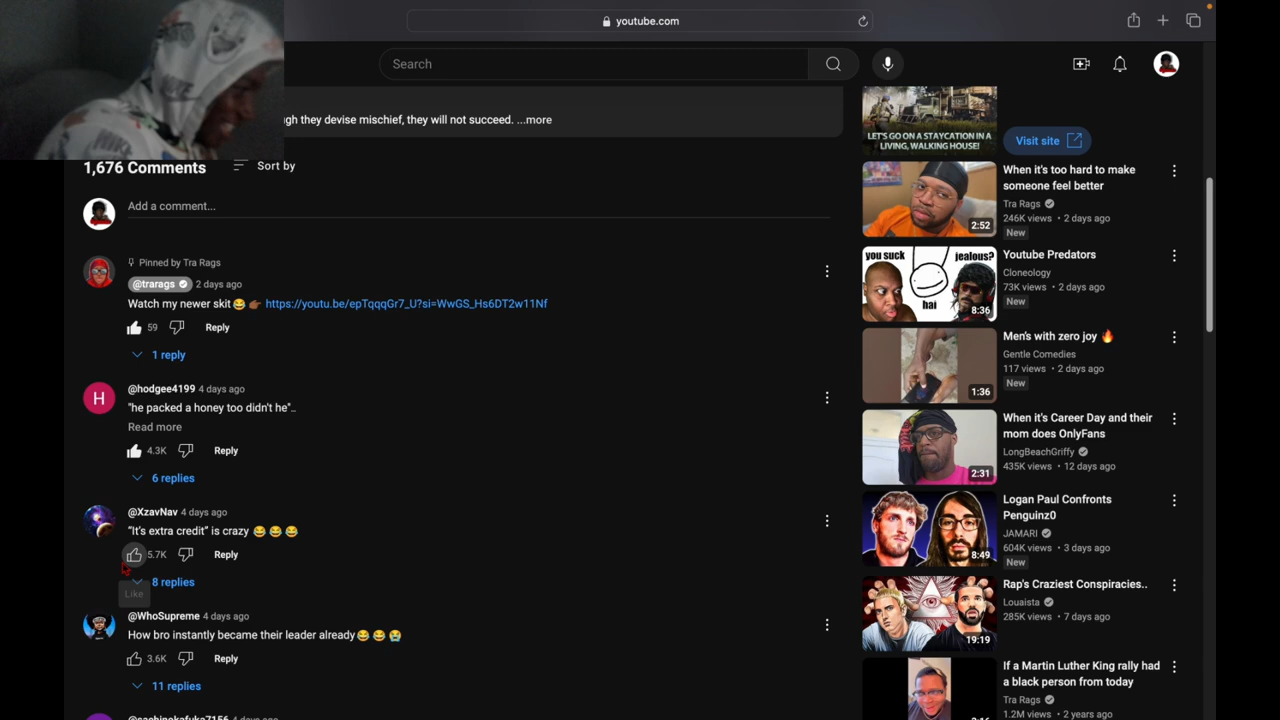 youtube.com
Search
gh they devise mischief, they will not succeed. ...more
1,676 Comments
Sort by
Add a comment...
Pinned by Tra Rags
@trarags 2 days ago
Watch my newer skit😂 👉🏾 https://youtu.be/epTqqqGr7_U?si=WwGS_Hs6DT2w11Nf
59 Reply
1 reply
H
@hodgee4199 4 days ago
"he packed a honey too didn't he"..
Read more
4.3K Reply
6 replies
@XzavNav 4 days ago
“It's extra credit” is crazy 😂 😂 😂
5.7K Reply
8 replies
Like
@WhoSupreme 4 days ago
How bro instantly became their leader already😂 😂 😭
3.6K Reply
11 replies
@sachinokafuka7156 4 days ago
LET'S GO ON A STAYCATION IN A
LIVING, WALKING HOUSE!
Visit site
2:52
When it's too hard to make
someone feel better
Tra Rags
246K views • 2 days ago
New
you suck
jealous?
hai
8:36
Youtube Predators
Cloneology
73K views • 2 days ago
New
1:36
Men's with zero joy 🔥
Gentle Comedies
117 views • 2 days ago
New
2:31
When it's Career Day and their
mom does OnlyFans
LongBeachGriffy
435K views • 12 days ago
8:49
Logan Paul Confronts
Penguinz0
JAMARI
604K views • 3 days ago
New
19:19
Rap's Craziest Conspiracies..
Louaista
285K views • 7 days ago
If a Martin Luther King rally had
a black person from today
Tra Rags
1.2M views • 2 years ago